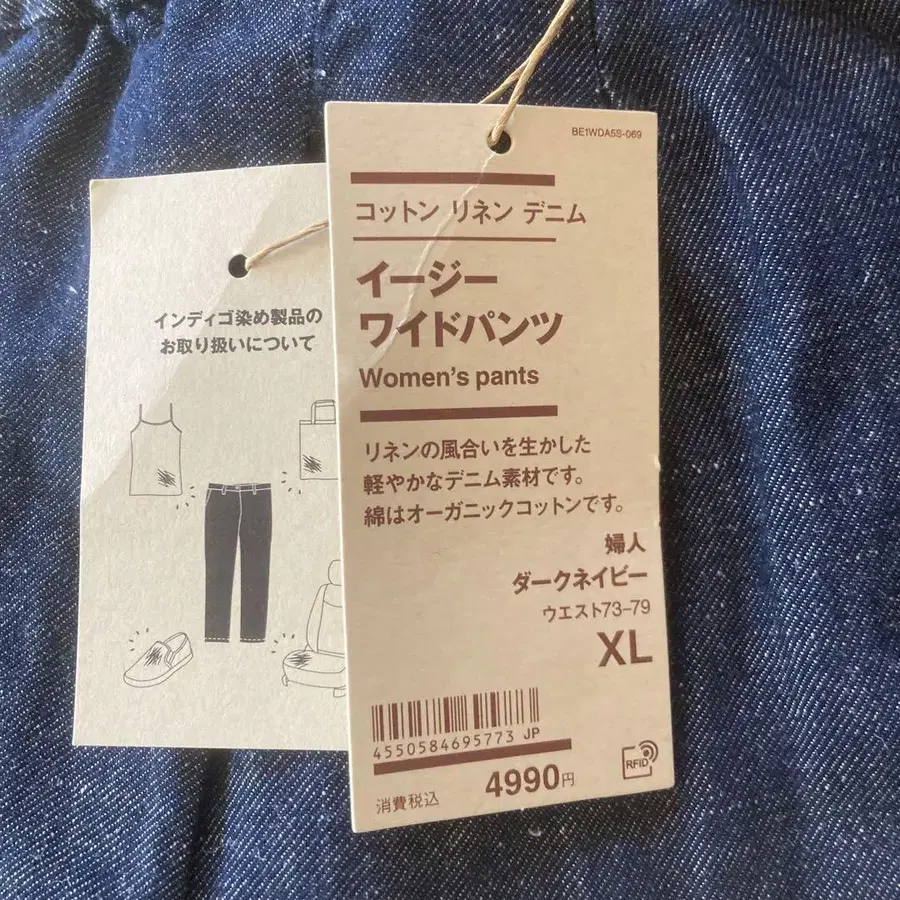 BE1WDA5S-069
コットン リネン デニム
イージー
ワイドパンツ
Women's pants
リネンの風合いを生かした
軽やかなデニム素材です。
綿はオーガニックコットンです。
婦人
ダークネイビー
ウエスト73-79
XL
4550584695773 JP
消費税込 4990円
RFID
インディゴ染め製品の
お取り扱いについて